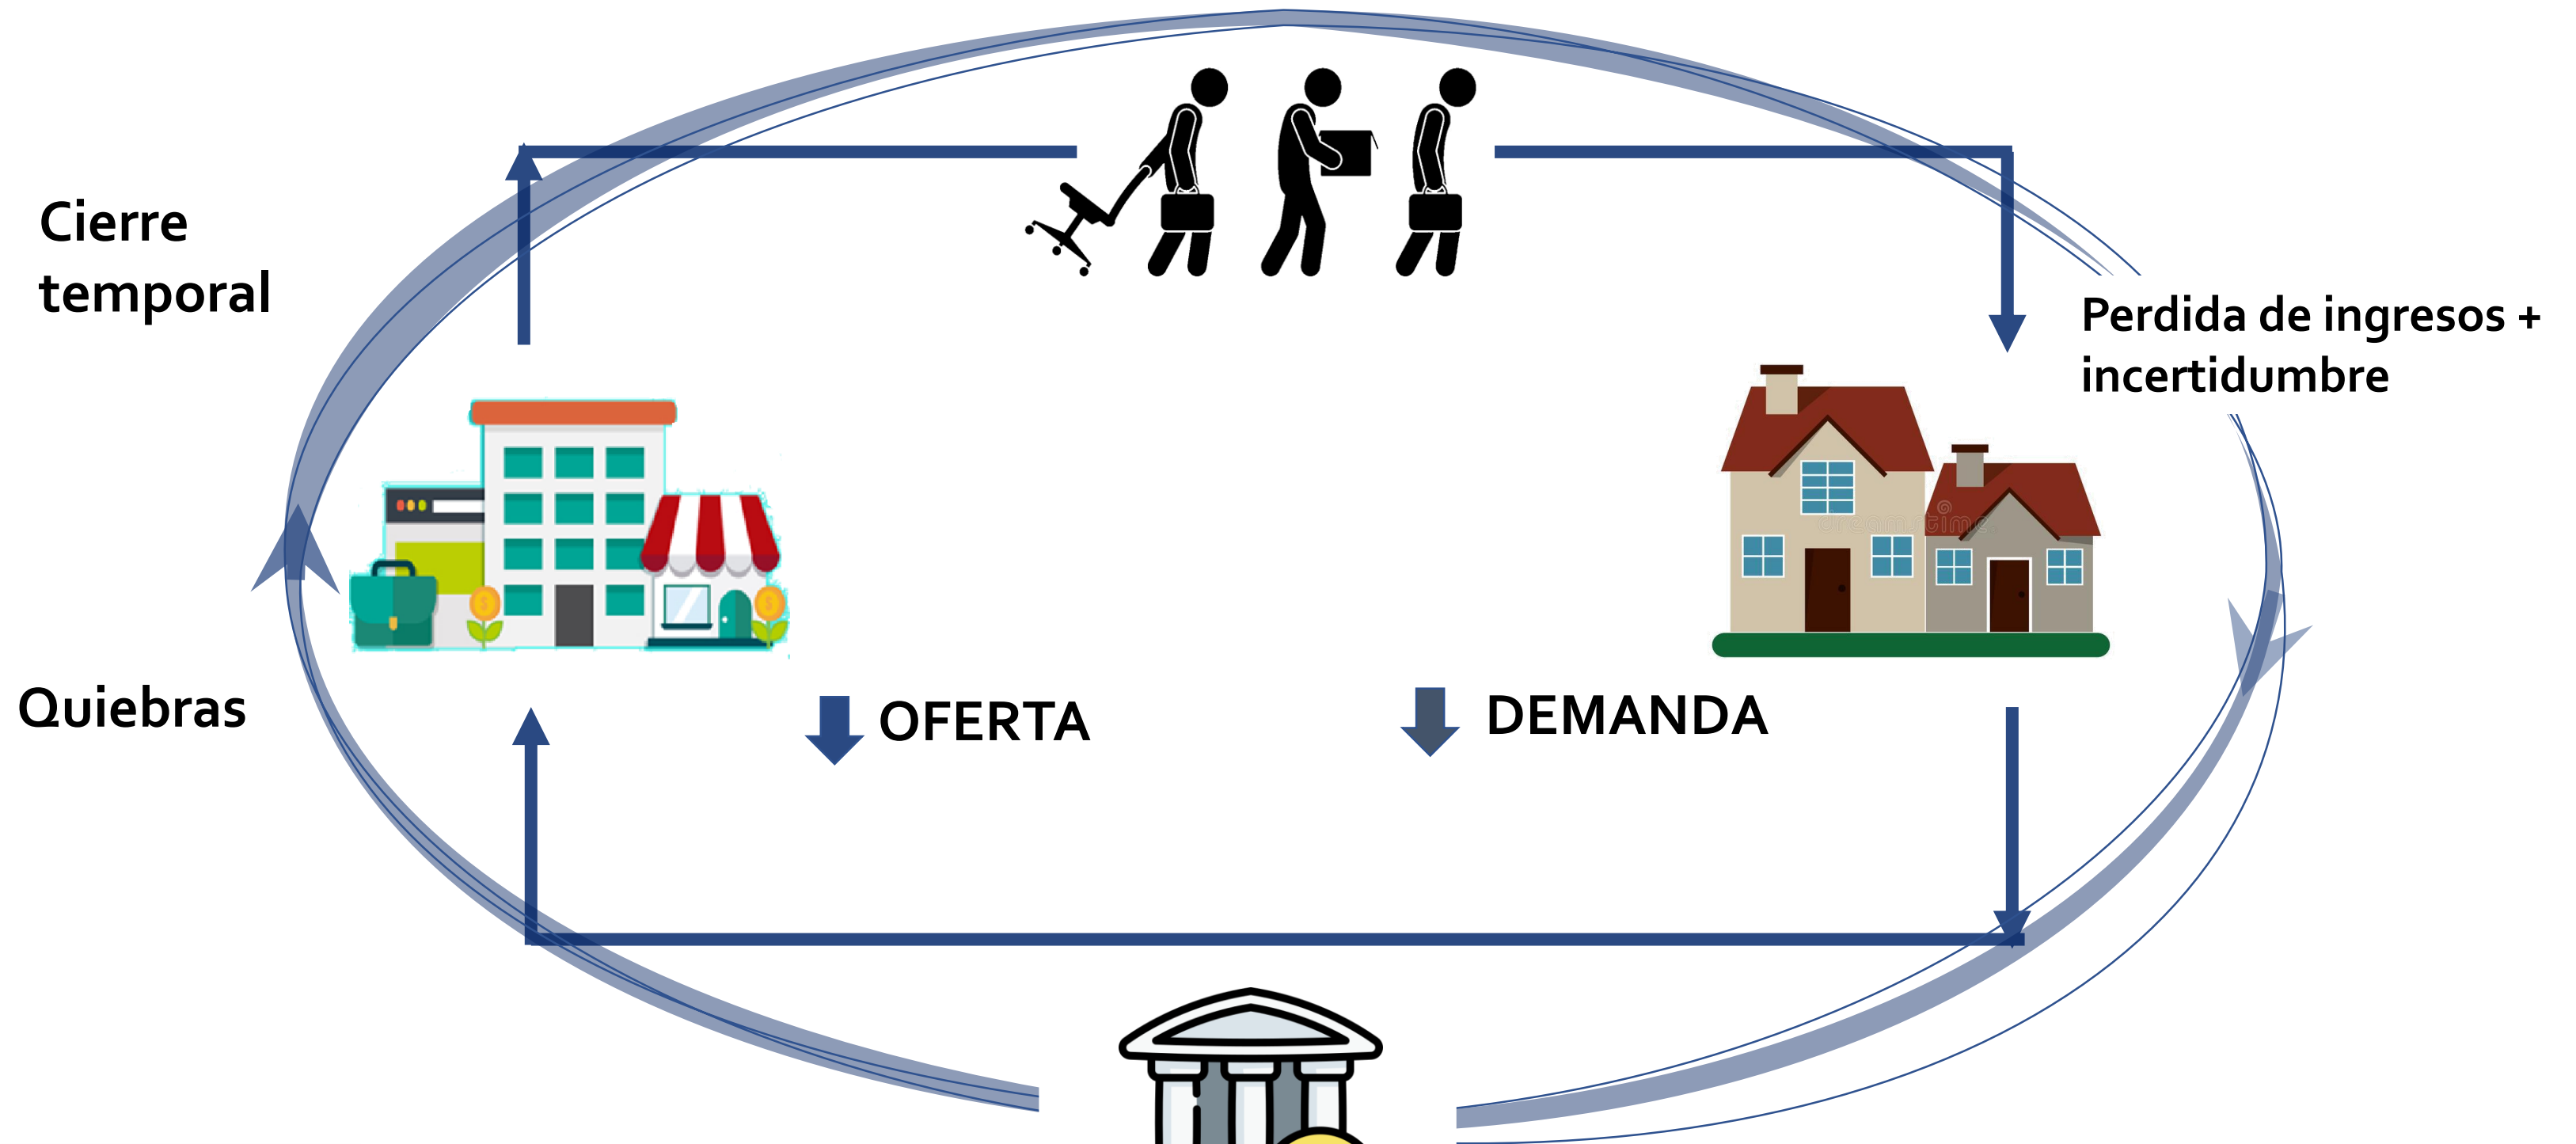 Cierre
temporal
Perdida de ingresos +
incertidumbre
Quiebras
OFERTA
DEMANDA